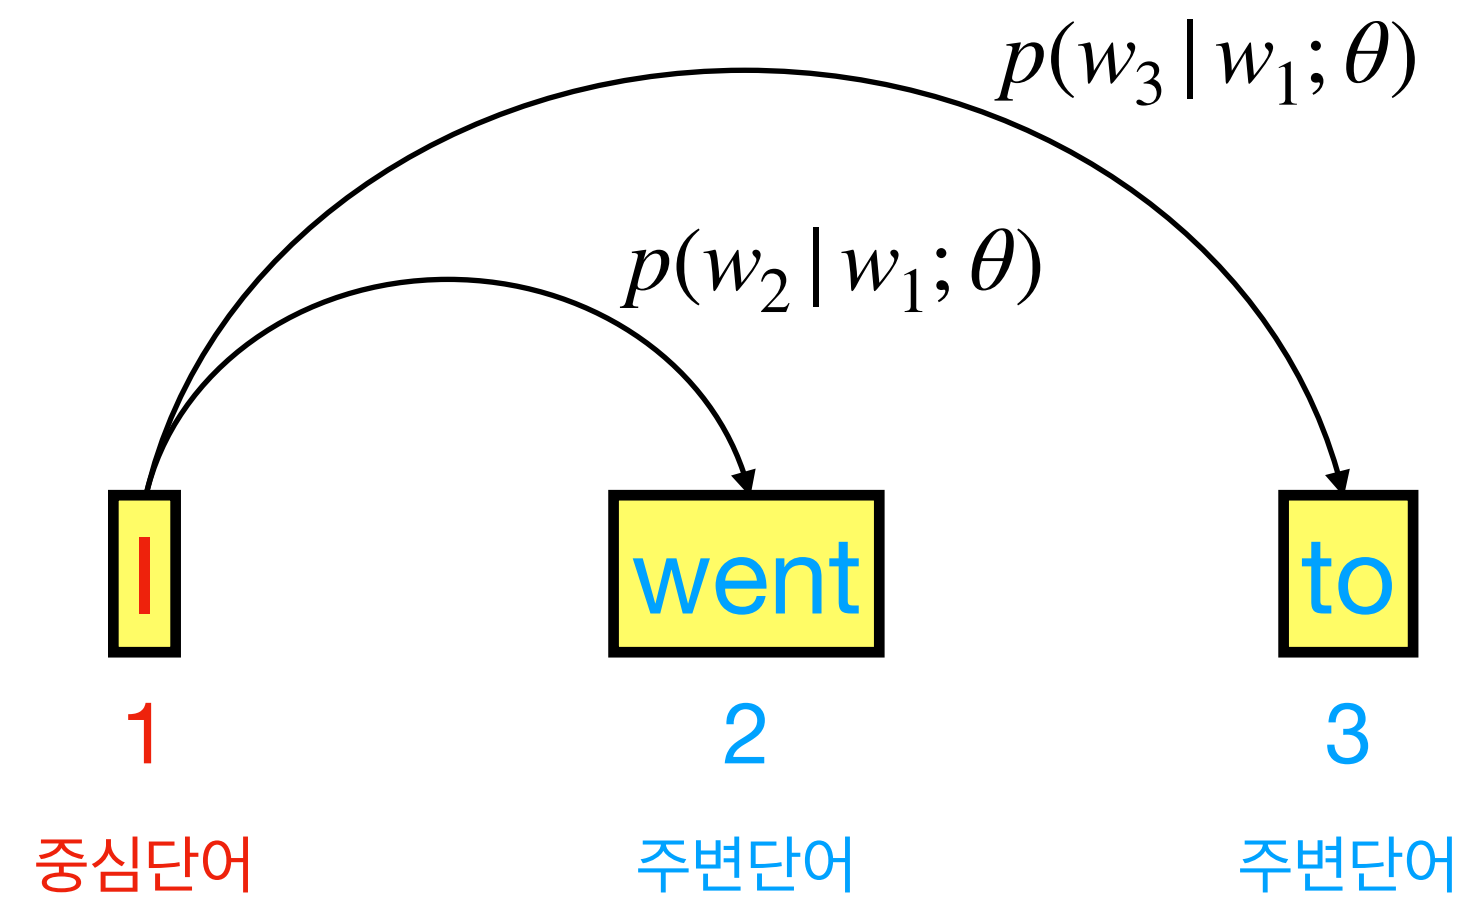 p(w₃ | w₁; θ)
p(w₂ | w₁; θ)
I went to
1 2 3
중심단어 주변단어 주변단어